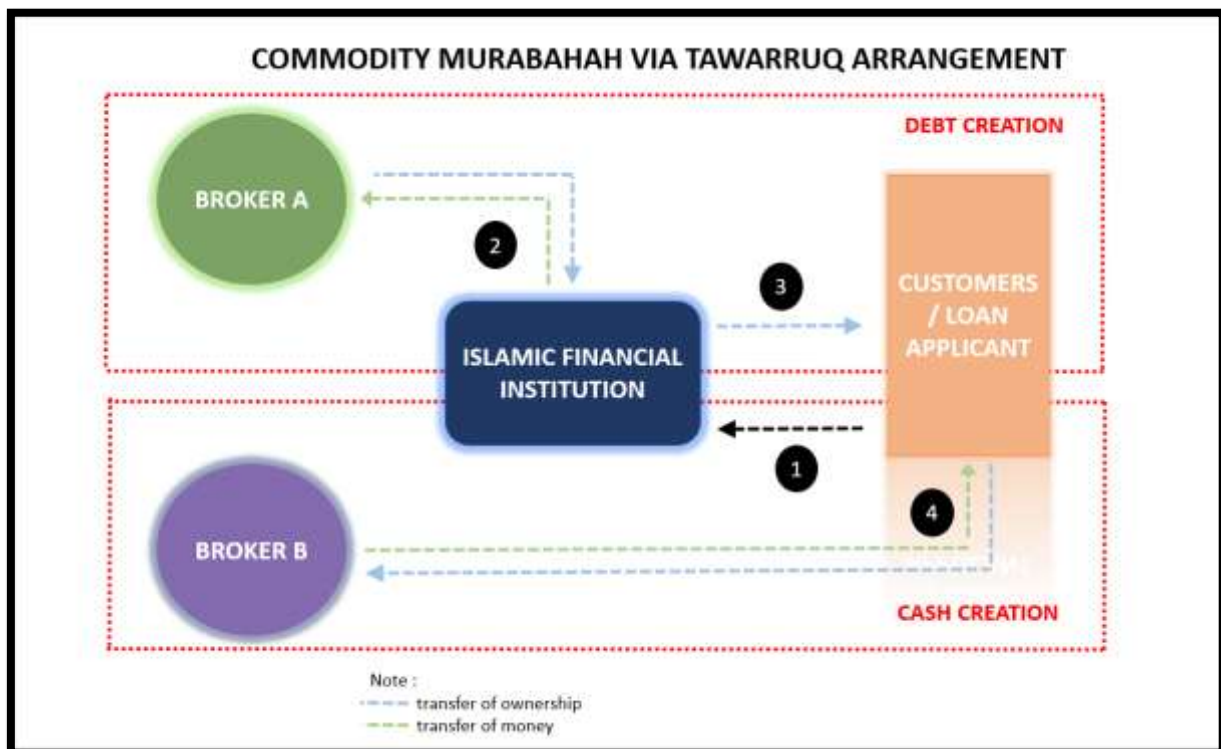 COMMODITY MURABAHAH VIA TAWARRUQ ARRANGEMENT
DEBT CREATION
BROKER A
2
3
CUSTOMERS
/ LOAN
APPLICANT
ISLAMIC FINANCIAL
INSTITUTION
1
4
BROKER B
CASH CREATION
Note :
transfer of ownership
transfer of money